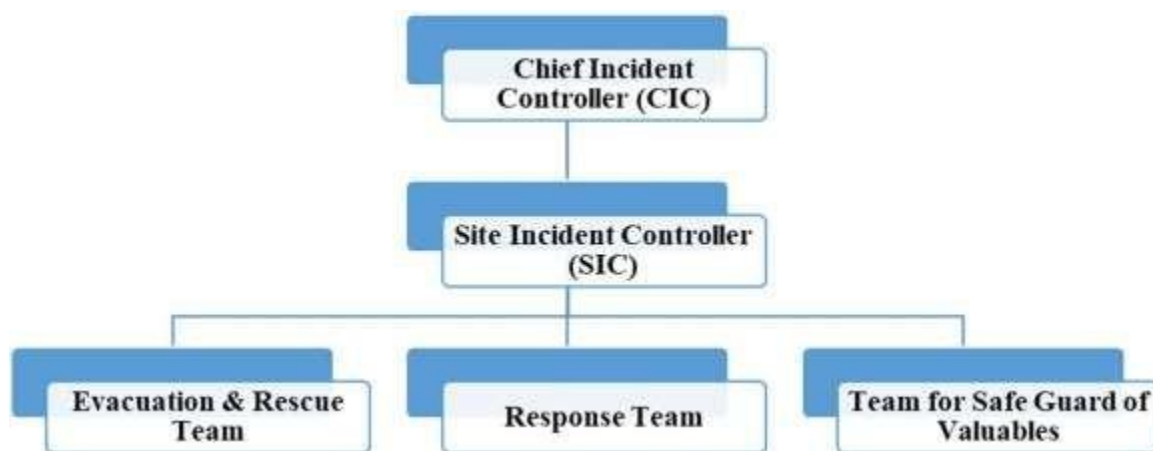 Chief Incident
Controller (CIC)
Site Incident Controller
(SIC)
Evacuation & Rescue
Team
Response Team
Team for Safe Guard of
Valuables